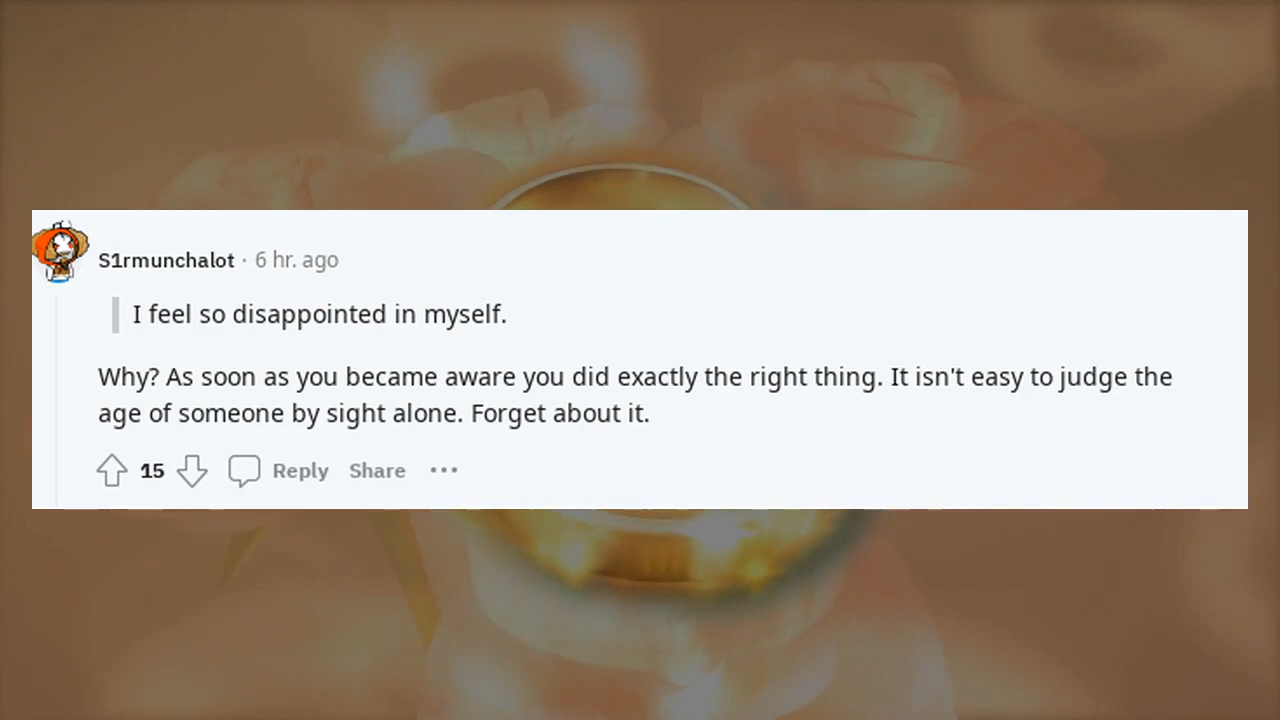 S1rmunchalot · 6 hr. ago
I feel so disappointed in myself.
Why? As soon as you became aware you did exactly the right thing. It isn't easy to judge the
age of someone by sight alone. Forget about it.
15 Reply Share ···